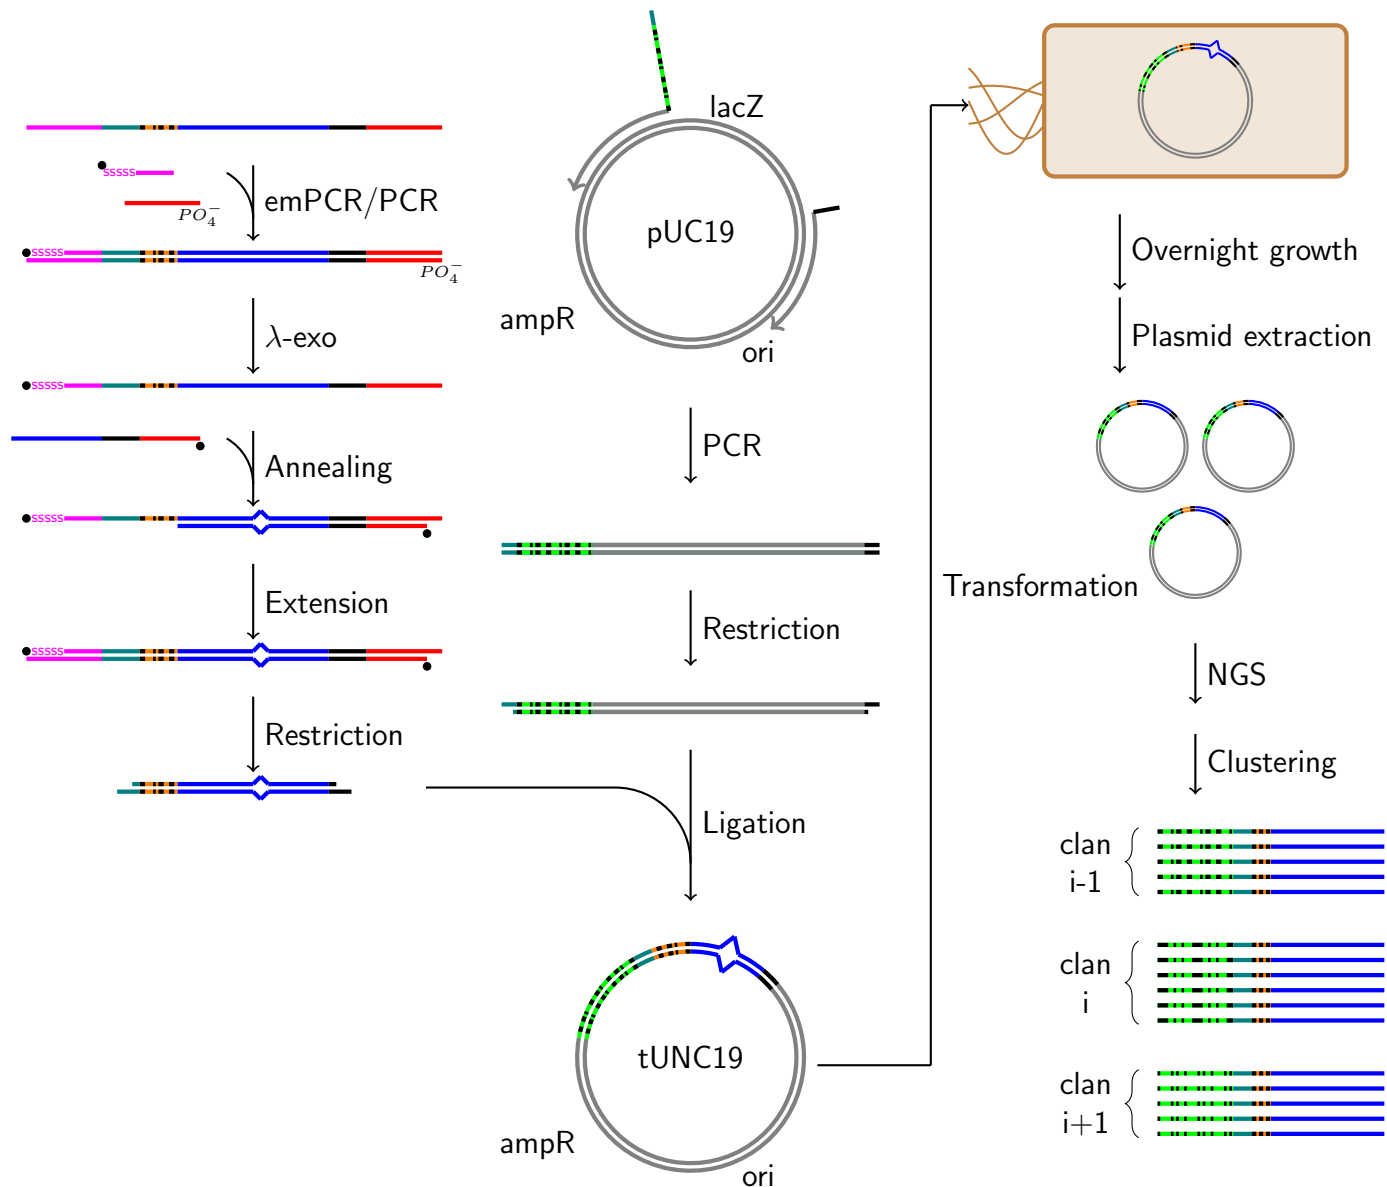 sssss
emPCR/PCR
PO₄⁻
sssss
PO₄⁻
λ-exo
sssss
Annealing
sssss
Extension
sssss
Restriction
lacZ
pUC19
ampR
ori
PCR
Restriction
Ligation
tUNC19
ampR
ori
Transformation
Overnight growth
Plasmid extraction
NGS
Clustering
clan
i-1
clan
i
clan
i+1